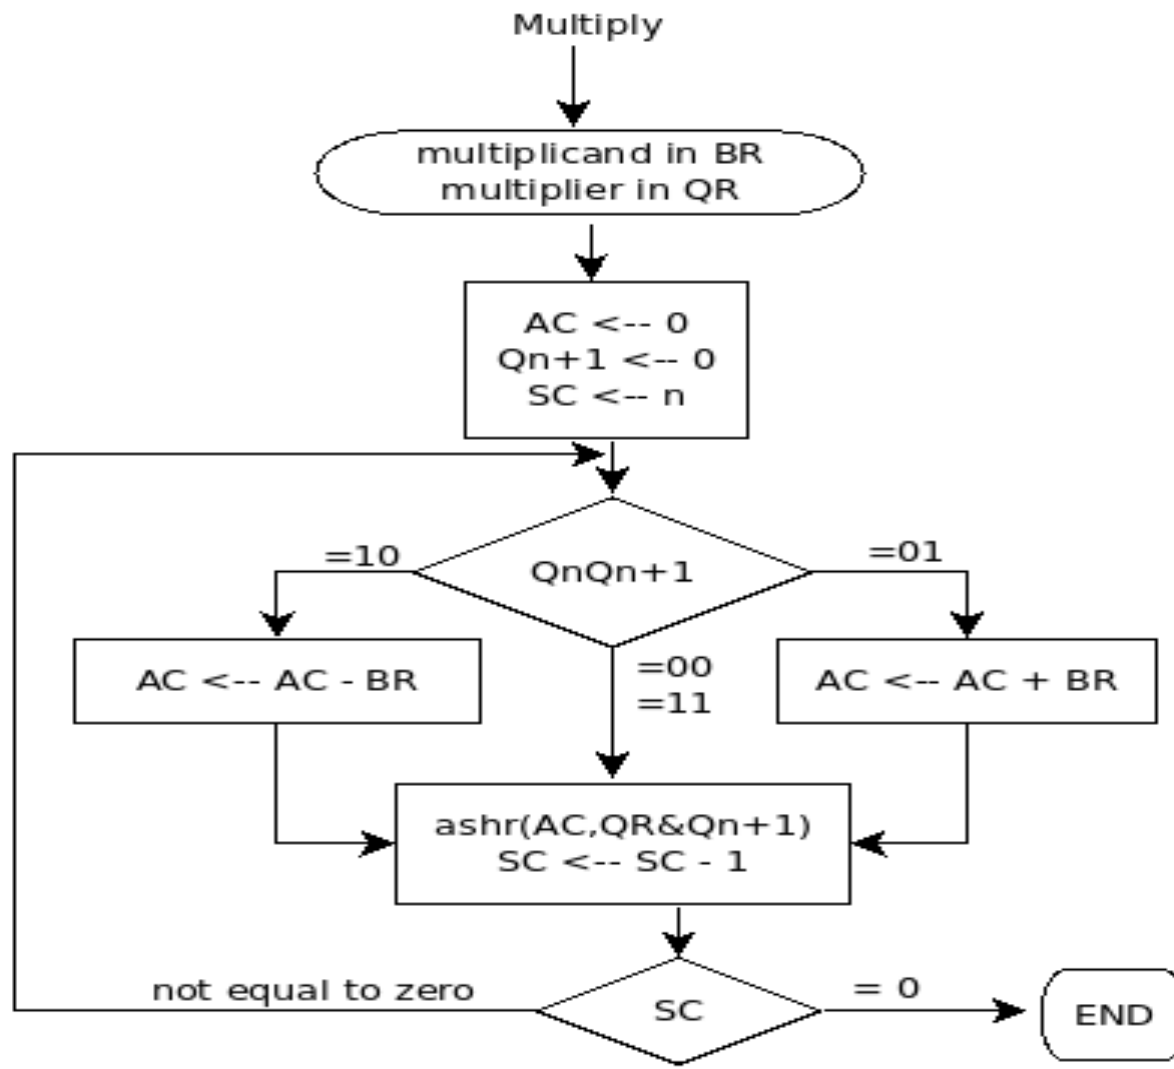 Multiply
multiplicand in BR
multiplier in QR
AC <-- 0
Qn+1 <-- 0
SC <-- n
=10
QnQn+1
=01
=00
=11
AC <-- AC - BR
AC <-- AC + BR
ashr(AC,QR&Qn+1)
SC <-- SC - 1
not equal to zero
SC
= 0
END